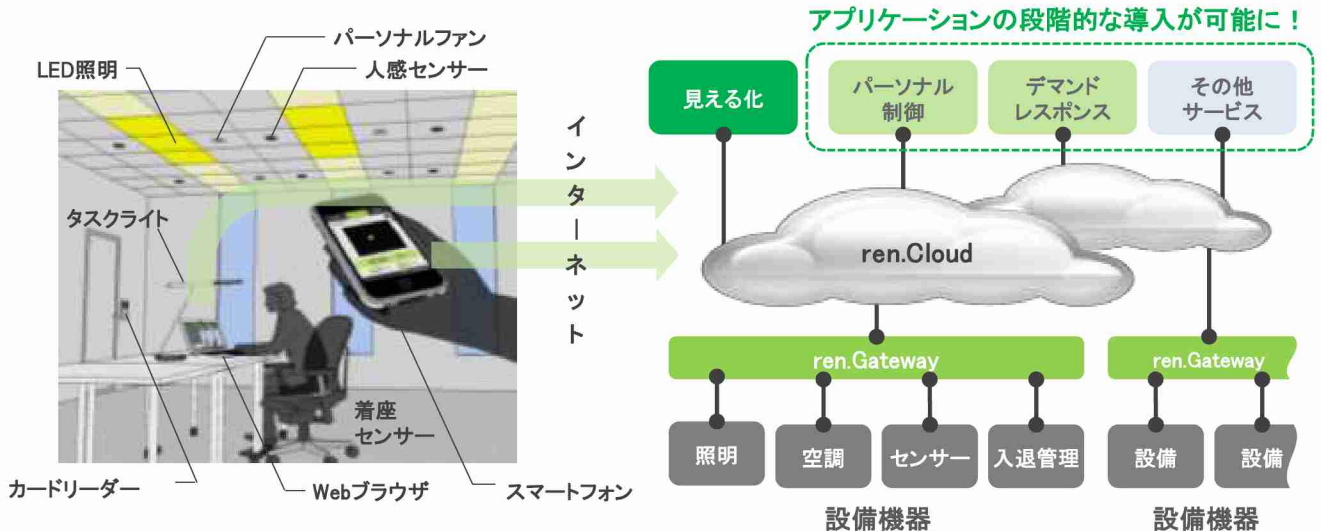 アプリケーションの段階的な導入が可能に！
パーソナルファン
LED照明
人感センサー
タスクライト
着座
センサー
カードリーダー
Webブラウザ
スマートフォン
インターネット
見える化
パーソナル
制御
デマンド
レスポンス
その他
サービス
ren.Cloud
ren.Gateway
ren.Gateway
照明
空調
センサー
入退管理
設備
設備
設備機器
設備機器